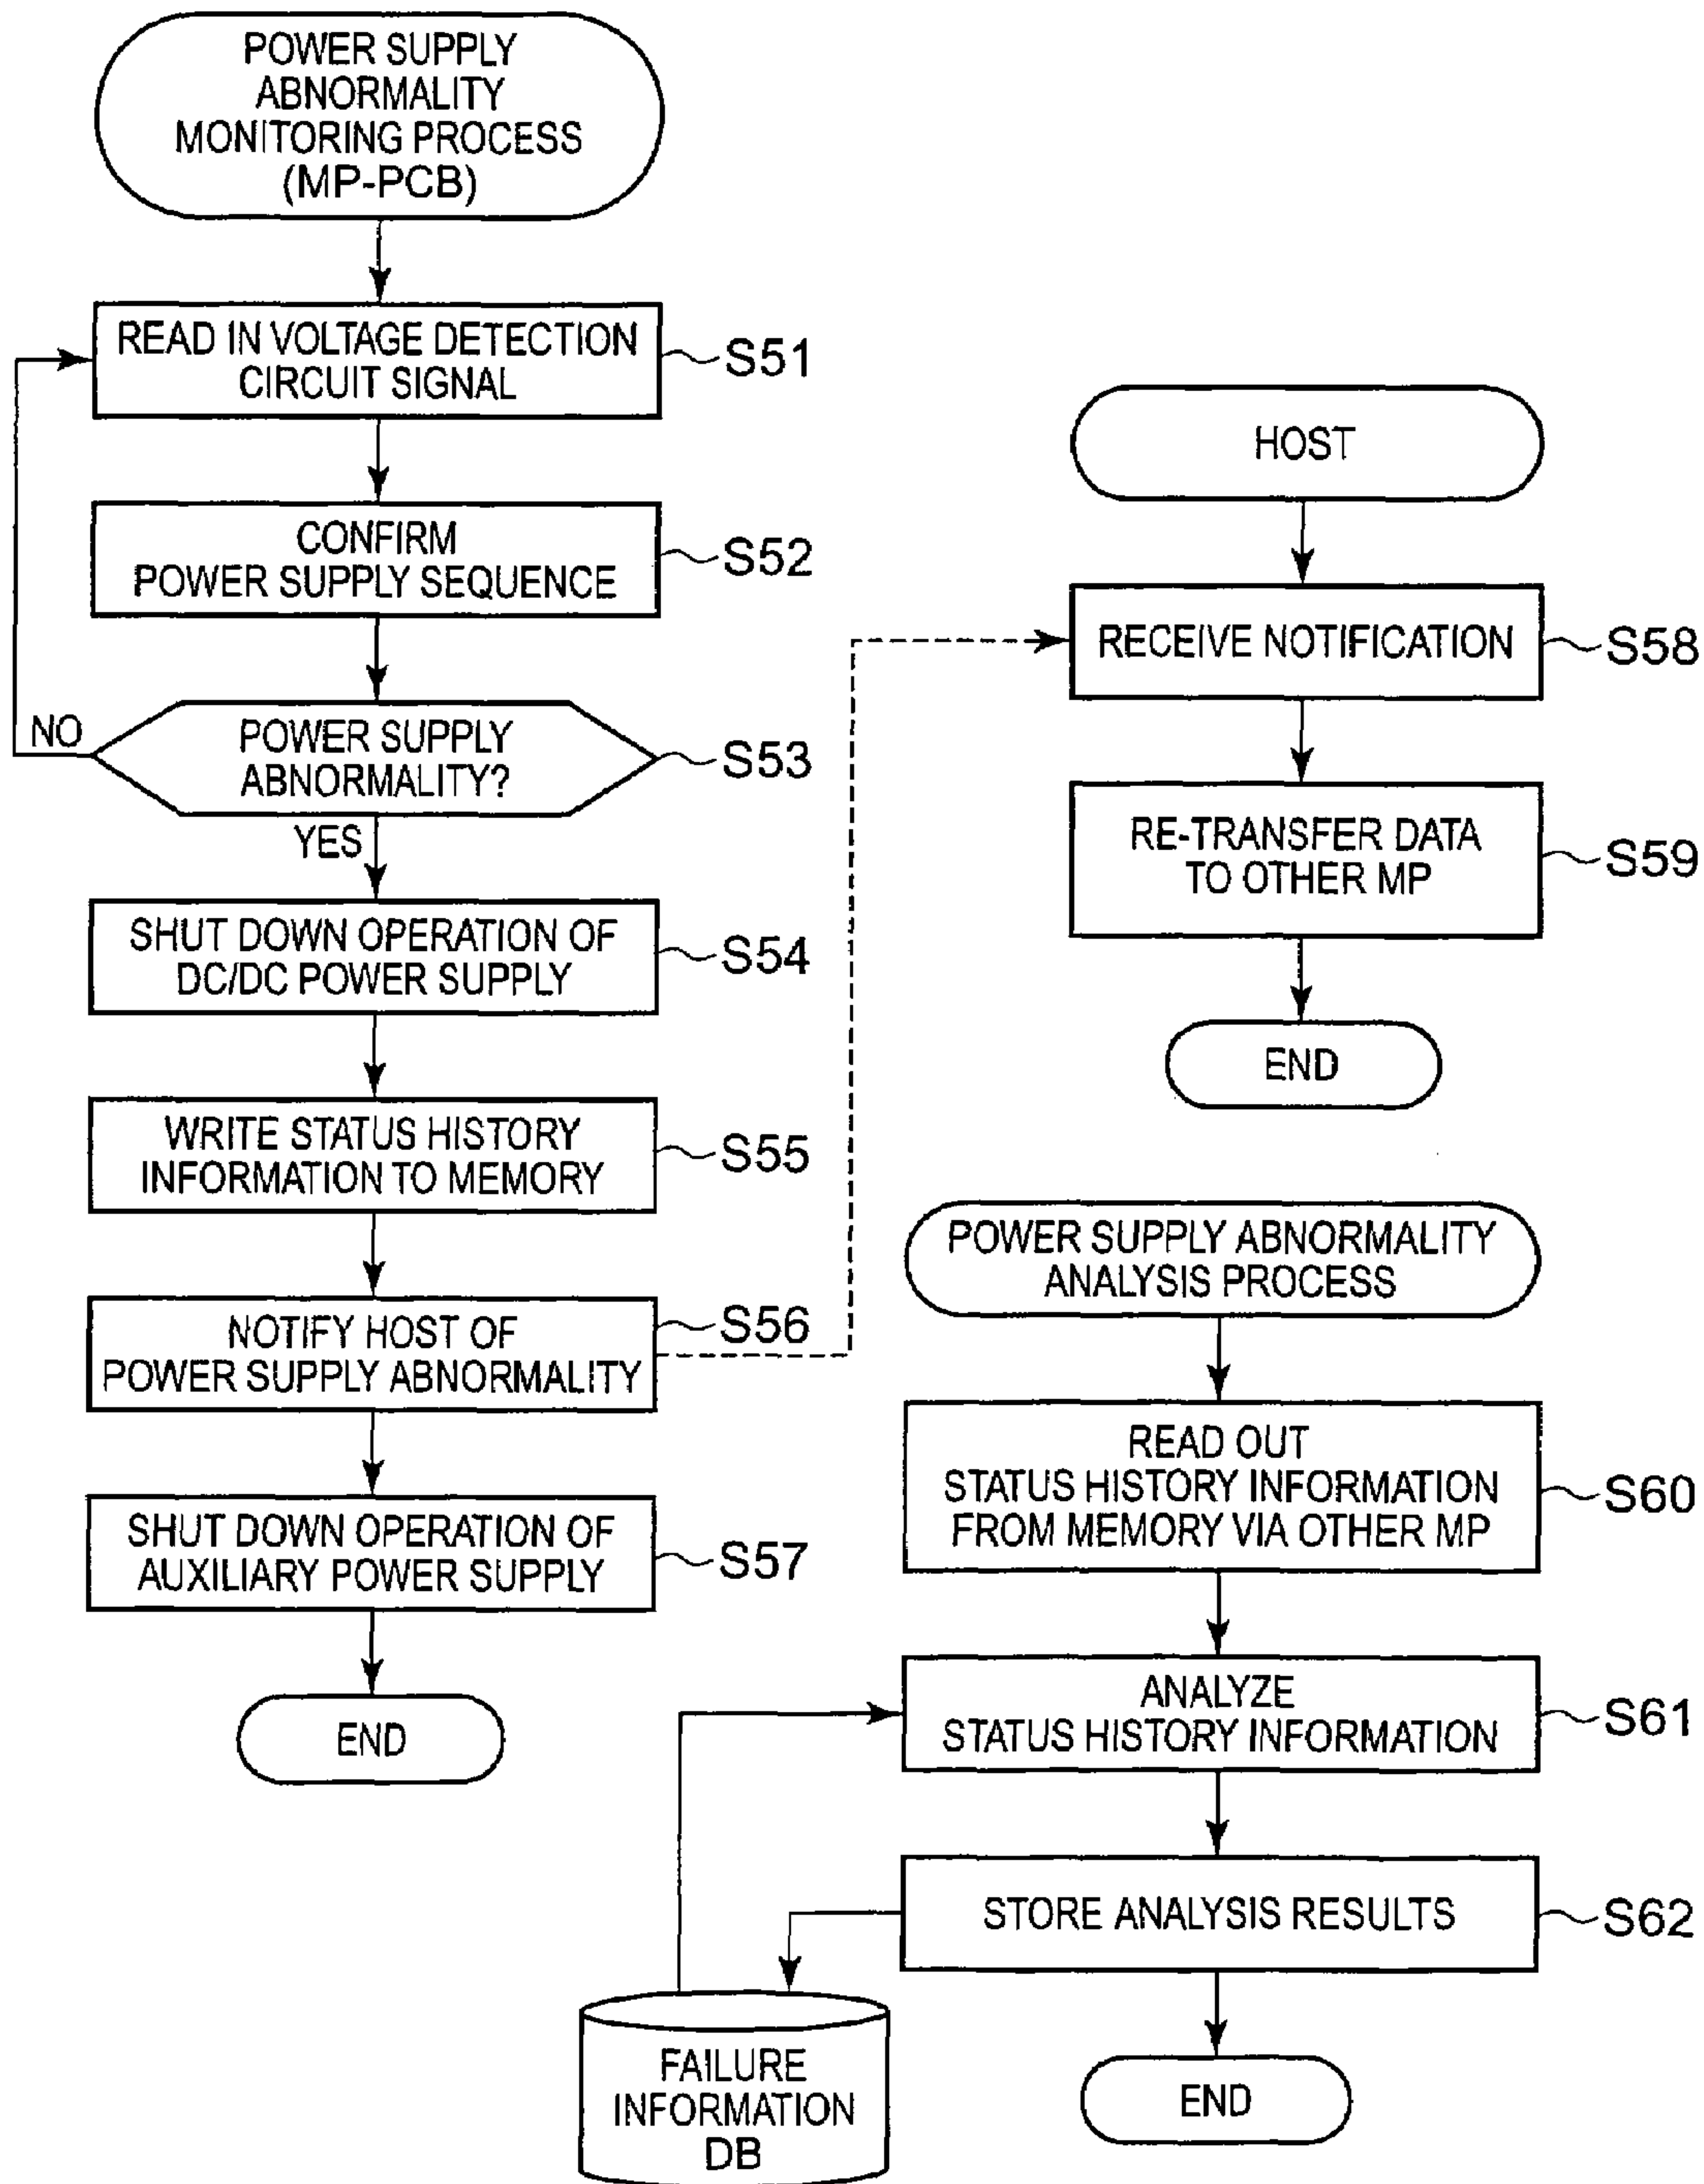 POWER SUPPLY
ABNORMALITY
MONITORING PROCESS
(MP-PCB)
READ IN VOLTAGE DETECTION
CIRCUIT SIGNAL
S51
CONFIRM
POWER SUPPLY SEQUENCE
S52
NO
POWER SUPPLY
ABNORMALITY?
S53
YES
SHUT DOWN OPERATION OF
DC/DC POWER SUPPLY
S54
WRITE STATUS HISTORY
INFORMATION TO MEMORY
S55
NOTIFY HOST OF
POWER SUPPLY ABNORMALITY
S56
SHUT DOWN OPERATION OF
AUXILIARY POWER SUPPLY
S57
END
HOST
RECEIVE NOTIFICATION
S58
RE-TRANSFER DATA
TO OTHER MP
S59
END
POWER SUPPLY ABNORMALITY
ANALYSIS PROCESS
READ OUT
STATUS HISTORY INFORMATION
FROM MEMORY VIA OTHER MP
S60
ANALYZE
STATUS HISTORY INFORMATION
S61
STORE ANALYSIS RESULTS
S62
FAILURE
INFORMATION
DB
END